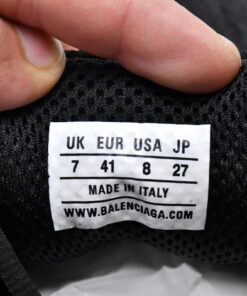 UK EUR USA JP
7 41 8 27
MADE IN ITALY
WWW.BALENCIAGA.COM